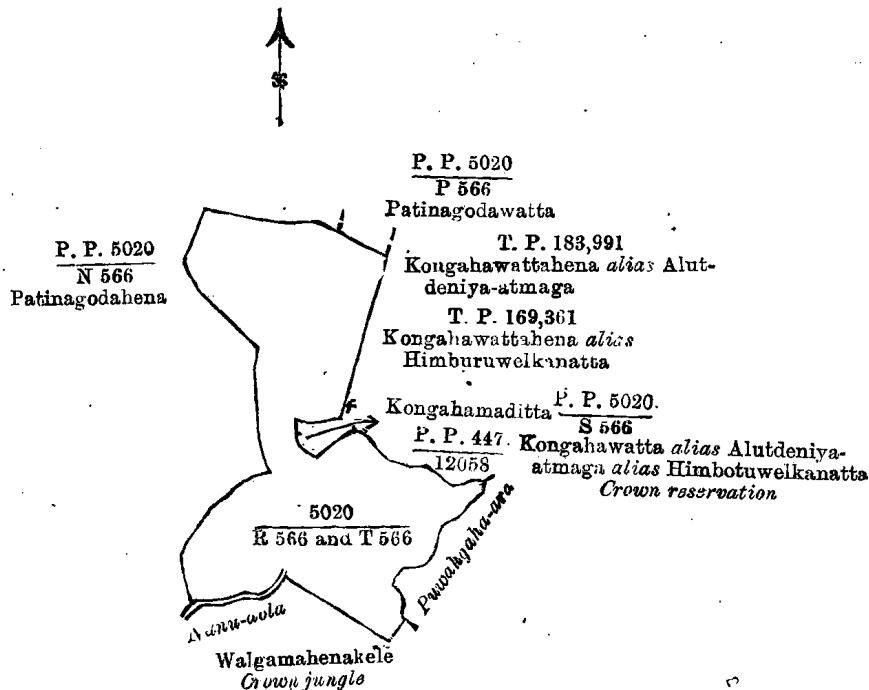 P. P. 5020
P 566
Patinagodawatta
P. P. 5020
N 566
Patinagodahena
T. P. 183,991
Kongahawattahena alias Alut-
deniya-atmaga
T. P. 169,361
Kongahawattahena alias
Himburuwelkanatta
Kongahamaditta P. P. 5020.
S 566
P. P. 447.
12058
Kongahawatta alias Alutdeniya-
atmaga alias Himbotuwelkanatta
Crown reservation
5020
R 566 and T 566
Puwakgaha-ara
Walgamahenakele
Crown jungle